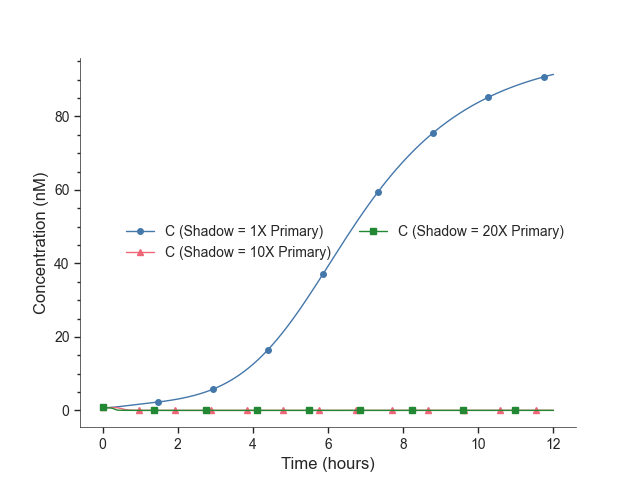 80
60
40
20
0
Concentration (nM)
C (Shadow = 1X Primary)
C (Shadow = 10X Primary)
C (Shadow = 20X Primary)
0 2 4 6 8 10 12
Time (hours)